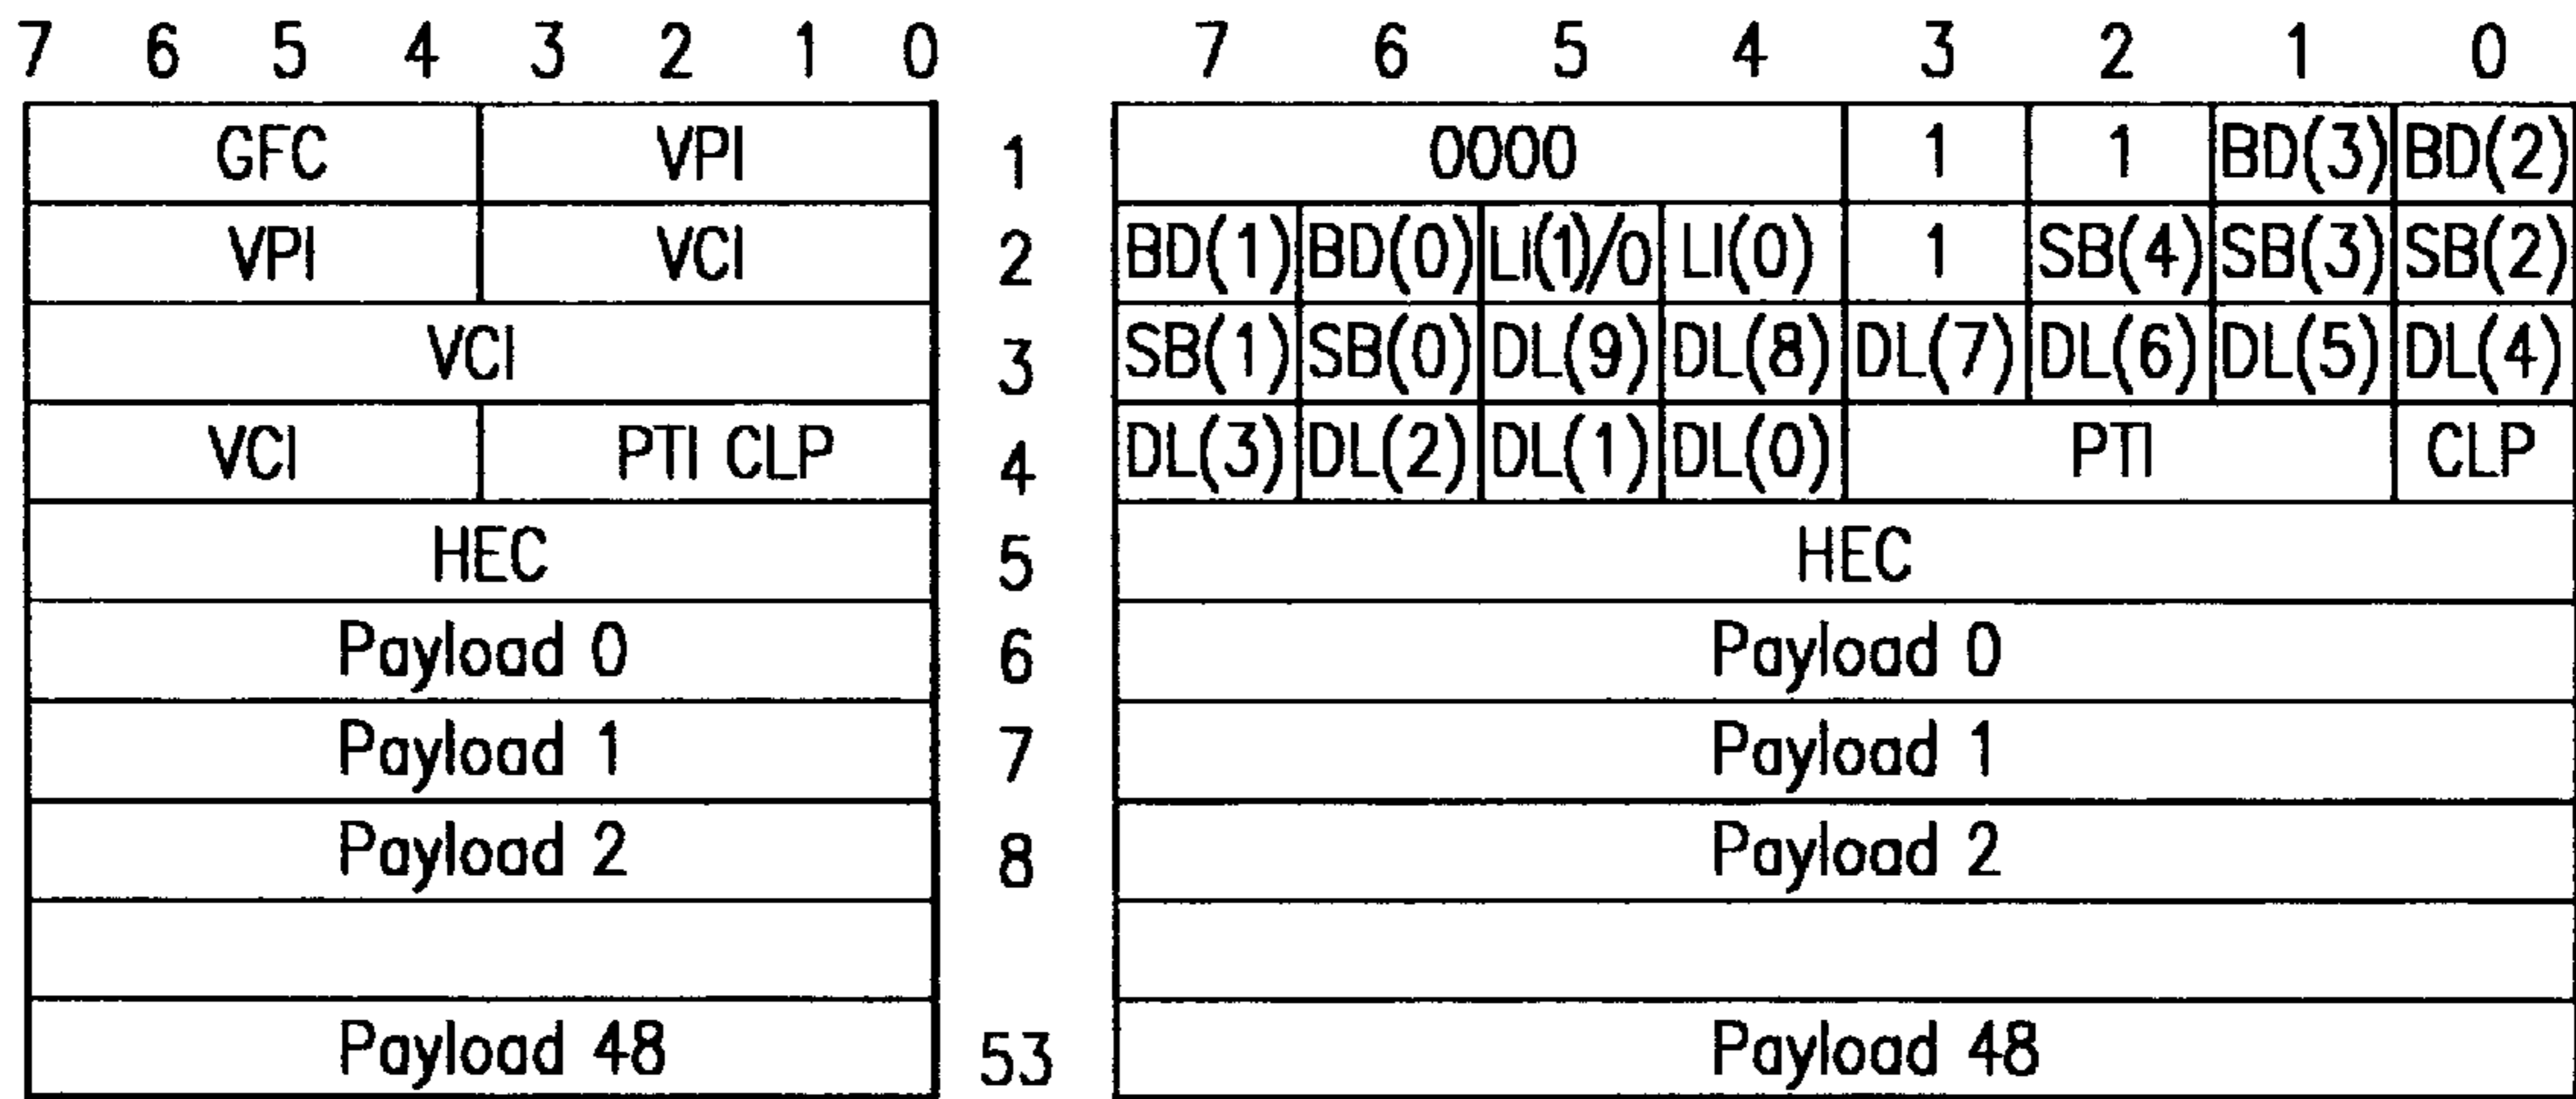 7 6 5 4 3 2 1 0 7 6 5 4 3 2 1 0
GFC VPI 1 0000 1 1 BD(3) BD(2)
VPI VCI 2 BD(1) BD(0) LI(1)/0 LI(0) 1 SB(4) SB(3) SB(2)
VCI 3 SB(1) SB(0) DL(9) DL(8) DL(7) DL(6) DL(5) DL(4)
VCI PTI CLP 4 DL(3) DL(2) DL(1) DL(0) PTI CLP
HEC 5 HEC
Payload 0 6 Payload 0
Payload 1 7 Payload 1
Payload 2 8 Payload 2
Payload 48 53 Payload 48